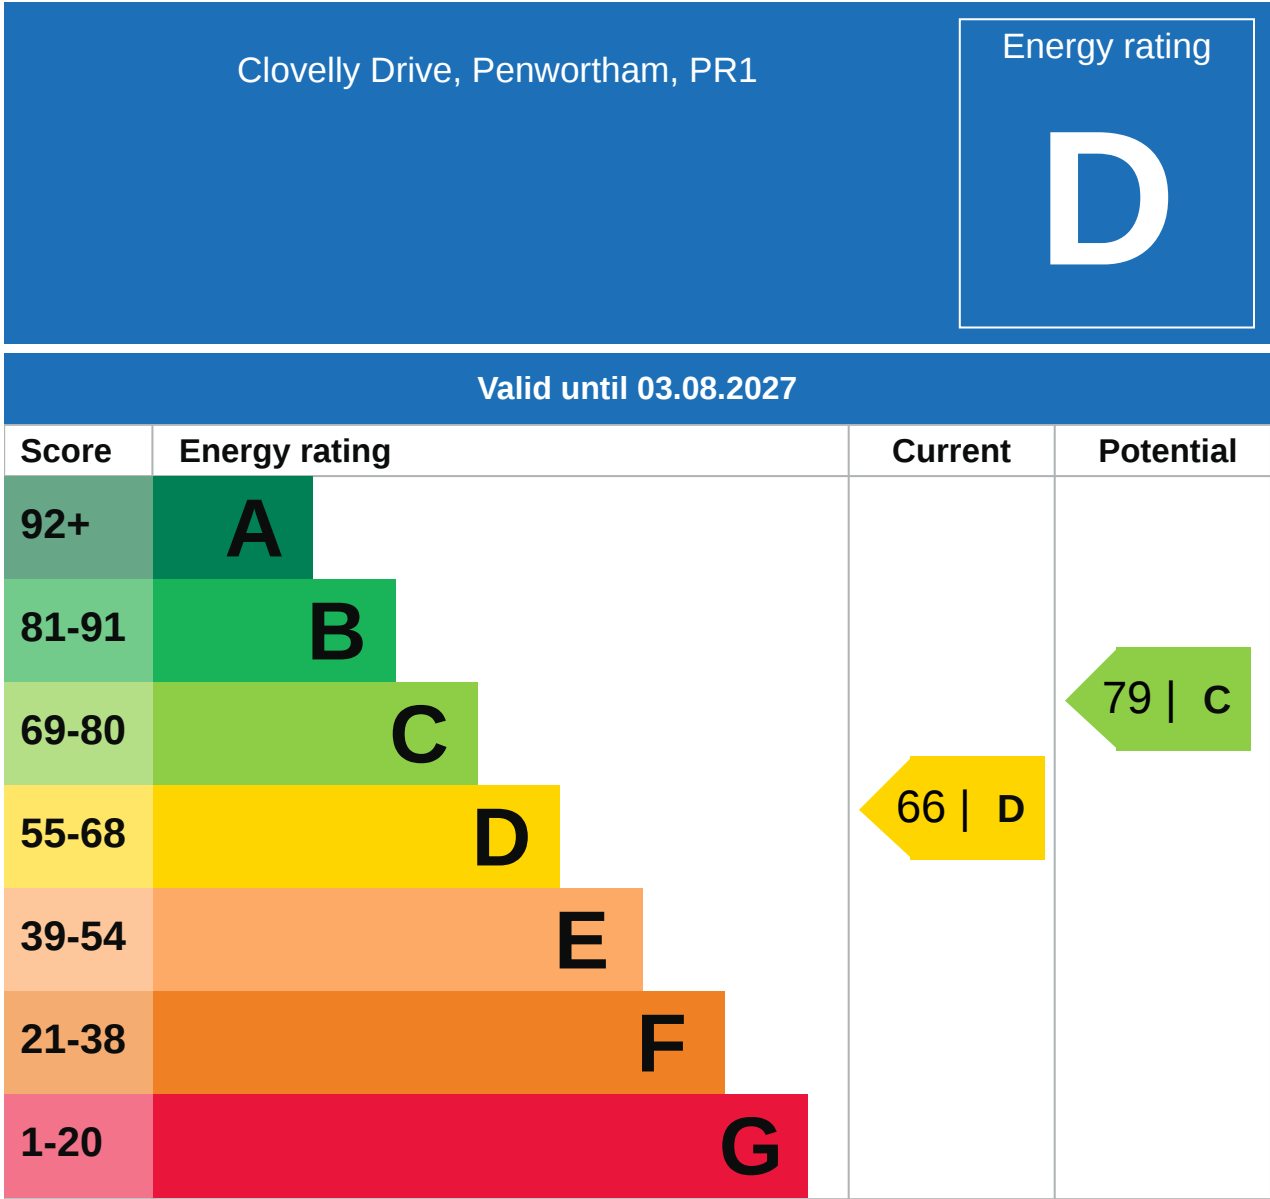 Clovelly Drive, Penwortham, PR1
Energy rating
D
Valid until 03.08.2027
Score Energy rating Current Potential
92+ A
81-91 B
79 | C
69-80 C
66 | D
55-68 D
39-54 E
21-38 F
1-20 G